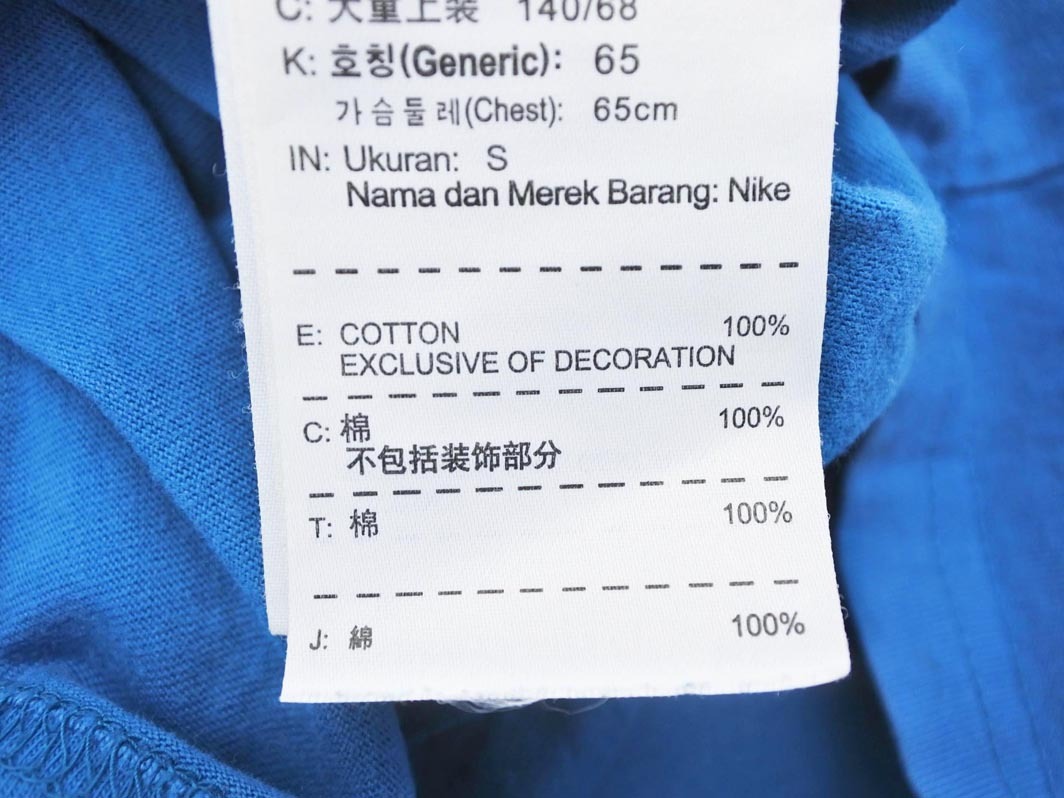 C: 大童上装 140/68
K: 호칭(Generic): 65
가슴둘레(Chest): 65cm
IN: Ukuran: S
Nama dan Merek Barang: Nike
E: COTTON 100%
EXCLUSIVE OF DECORATION
C: 棉 100%
不包括装饰部分
T: 棉 100%
J: 綿 100%